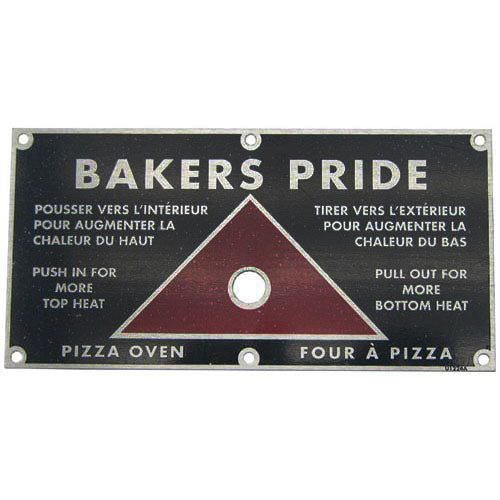 BAKERS PRIDE
POUSSER VERS L'INTÉRIEUR
POUR AUGMENTER LA
CHALEUR DU HAUT
TIRER VERS L'EXTÉRIEUR
POUR AUGMENTER LA
CHALEUR DU BAS
PUSH IN FOR
MORE
TOP HEAT
PULL OUT FOR
MORE
BOTTOM HEAT
PIZZA OVEN
FOUR À PIZZA